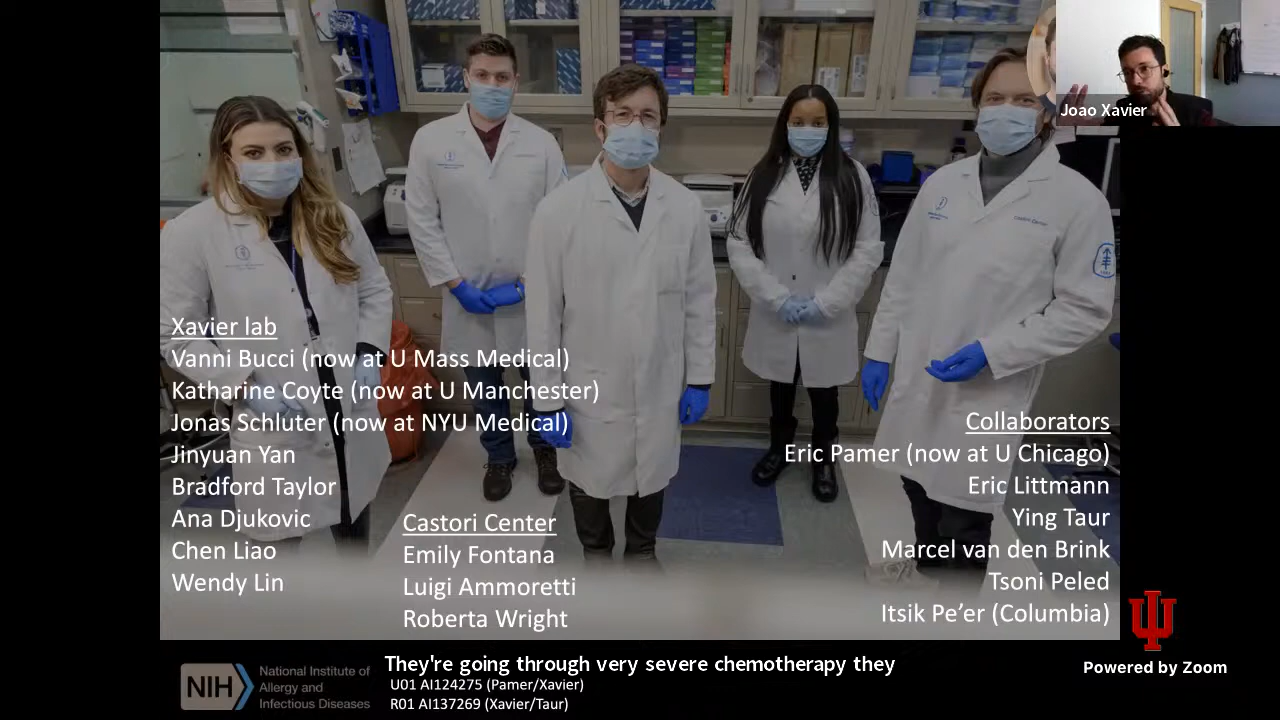 Joao Xavier
Xavier lab
Vanni Bucci (now at U Mass Medical)
Katharine Coyte (now at U Manchester)
Jonas Schluter (now at NYU Medical)
Jinyuan Yan
Bradford Taylor
Ana Djukovic
Chen Liao
Wendy Lin
Castori Center
Emily Fontana
Luigi Ammoretti
Roberta Wright
Collaborators
Eric Pamer (now at U Chicago)
Eric Littmann
Ying Taur
Marcel van den Brink
Tsoni Peled
Itsik Pe’er (Columbia)
NIH
National Institute of
Allergy and
Infectious Diseases
They're going through very severe chemotherapy they
U01 AI124275 (Pamer/Xavier)
R01 AI137269 (Xavier/Taur)
Powered by Zoom